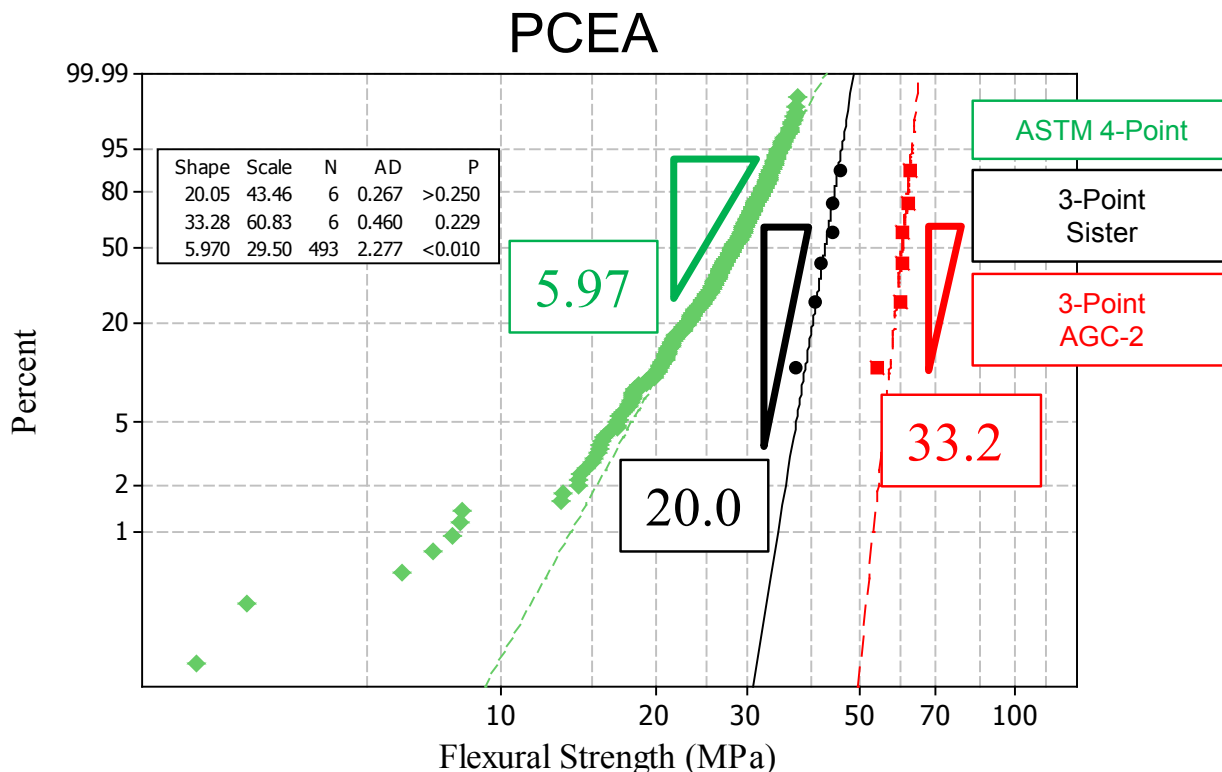 PCEA
99.99
95
80
50
20
5
2
1
Percent
Shape Scale N AD P
20.05 43.46 6 0.267 >0.250
33.28 60.83 6 0.460 0.229
5.970 29.50 493 2.277 <0.010
5.97
20.0
33.2
ASTM 4-Point
3-Point
Sister
3-Point
AGC-2
10 20 30 50 70 100
Flexural Strength (MPa)